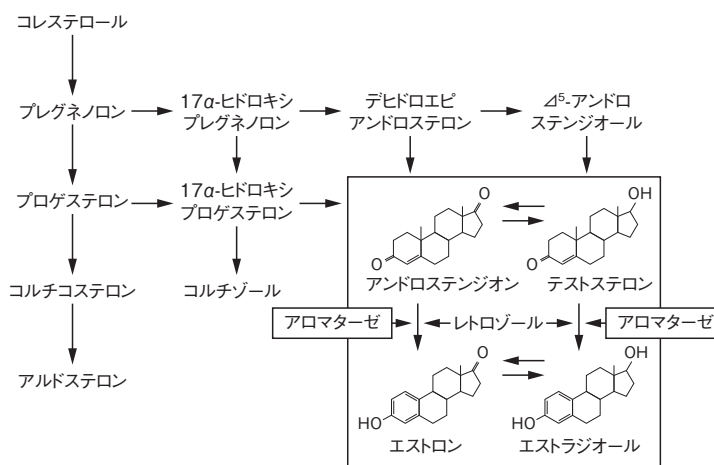 コレステロール
プレグネノロン
17α-ヒドロキシ
プレグネノロン
デヒドロエピ
アンドロステロン
⊿⁵-アンドロ
ステンジオール
プロゲステロン
17α-ヒドロキシ
プロゲステロン
O
O
アンドロステンジオン
OH
O
テストステロン
コルチコステロン
コルチゾール
アロマターゼ
レトロゾール
アロマターゼ
アルドステロン
O
HO
エストロン
OH
HO
エストラジオール